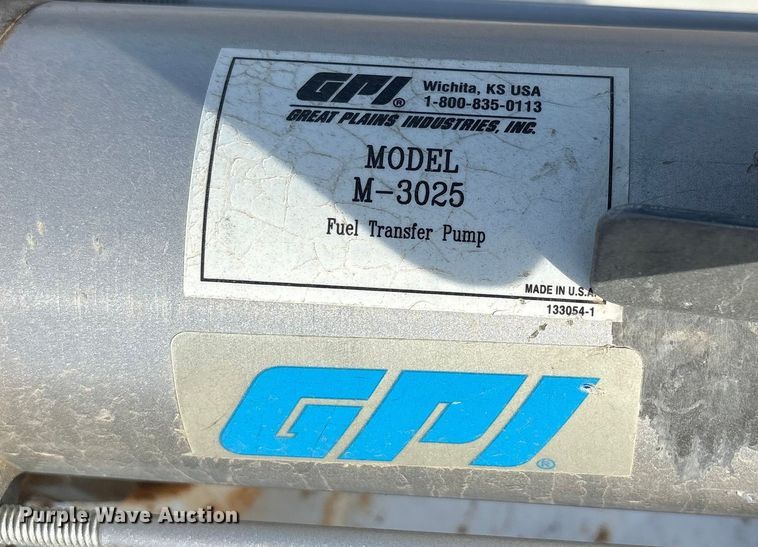 GPI® Wichita, KS USA
1-800-835-0113
GREAT PLAINS INDUSTRIES, INC.
MODEL
M-3025
Fuel Transfer Pump
MADE IN U.S.A.
133054-1
GPI®
Purple Wave Auction